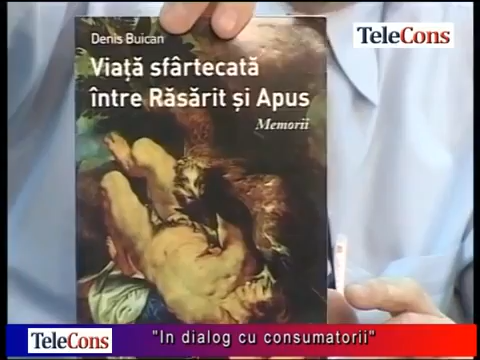 TeleCons
Denis Buican
Viață sfârtecată
între Răsărit și Apus
Memorii
TeleCons
"In dialog cu consumatorii"